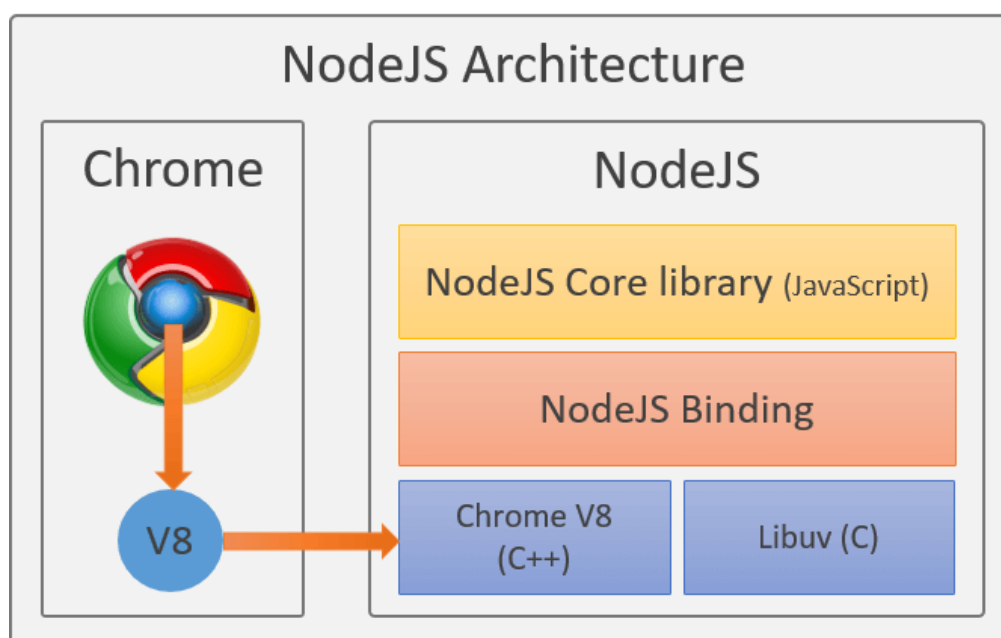 NodeJS Architecture
Chrome
V8
NodeJS
NodeJS Core library (JavaScript)
NodeJS Binding
Chrome V8
(C++)
Libuv (C)